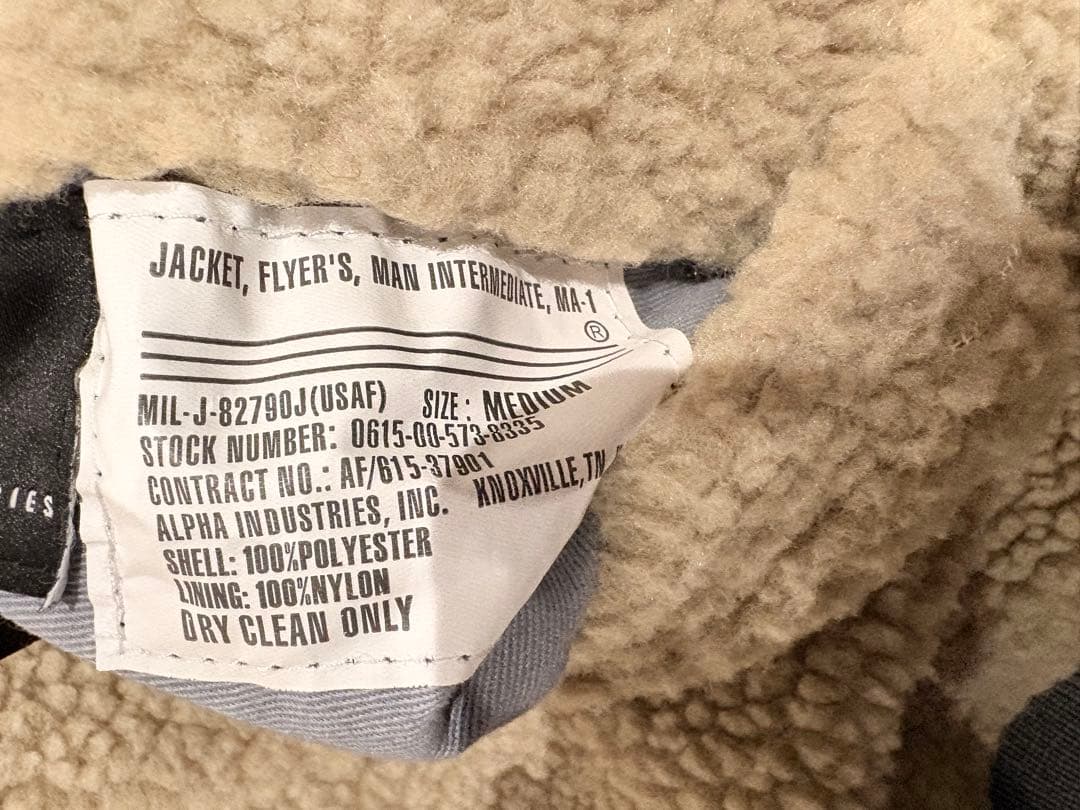 JACKET, FLYER'S, MAN INTERMEDIATE, MA-1
®
MIL-J-82790J(USAF) SIZE: MEDIUM
STOCK NUMBER: 0615-00-573-8335
CONTRACT NO.: AF/615-37901
ALPHA INDUSTRIES, INC. KNOXVILLE,TN
SHELL: 100%POLYESTER
LINING: 100%NYLON
DRY CLEAN ONLY
IES